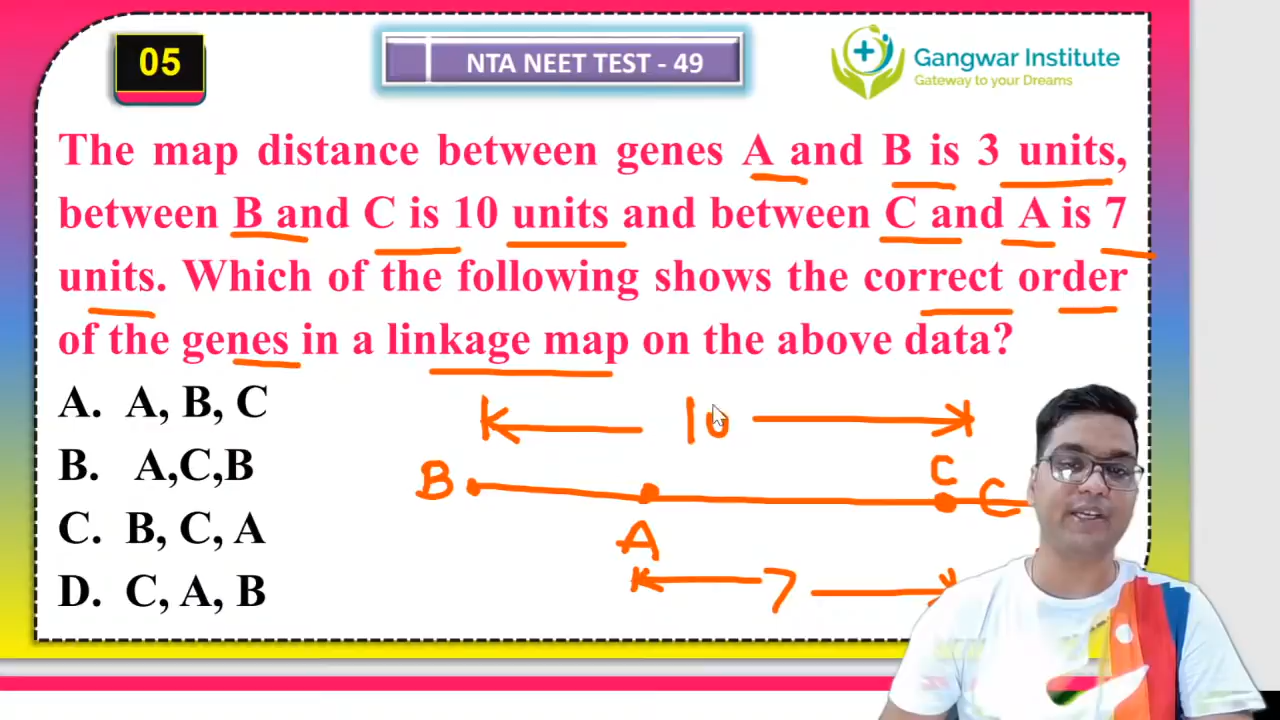 05
NTA NEET TEST - 49
Gangwar Institute
Gateway to your Dreams
The map distance between genes A and B is 3 units,
between B and C is 10 units and between C and A is 7
units. Which of the following shows the correct order
of the genes in a linkage map on the above data?
A. A, B, C
B. A,C,B
C. B, C, A
D. C, A, B
10
B
C
C
A
7